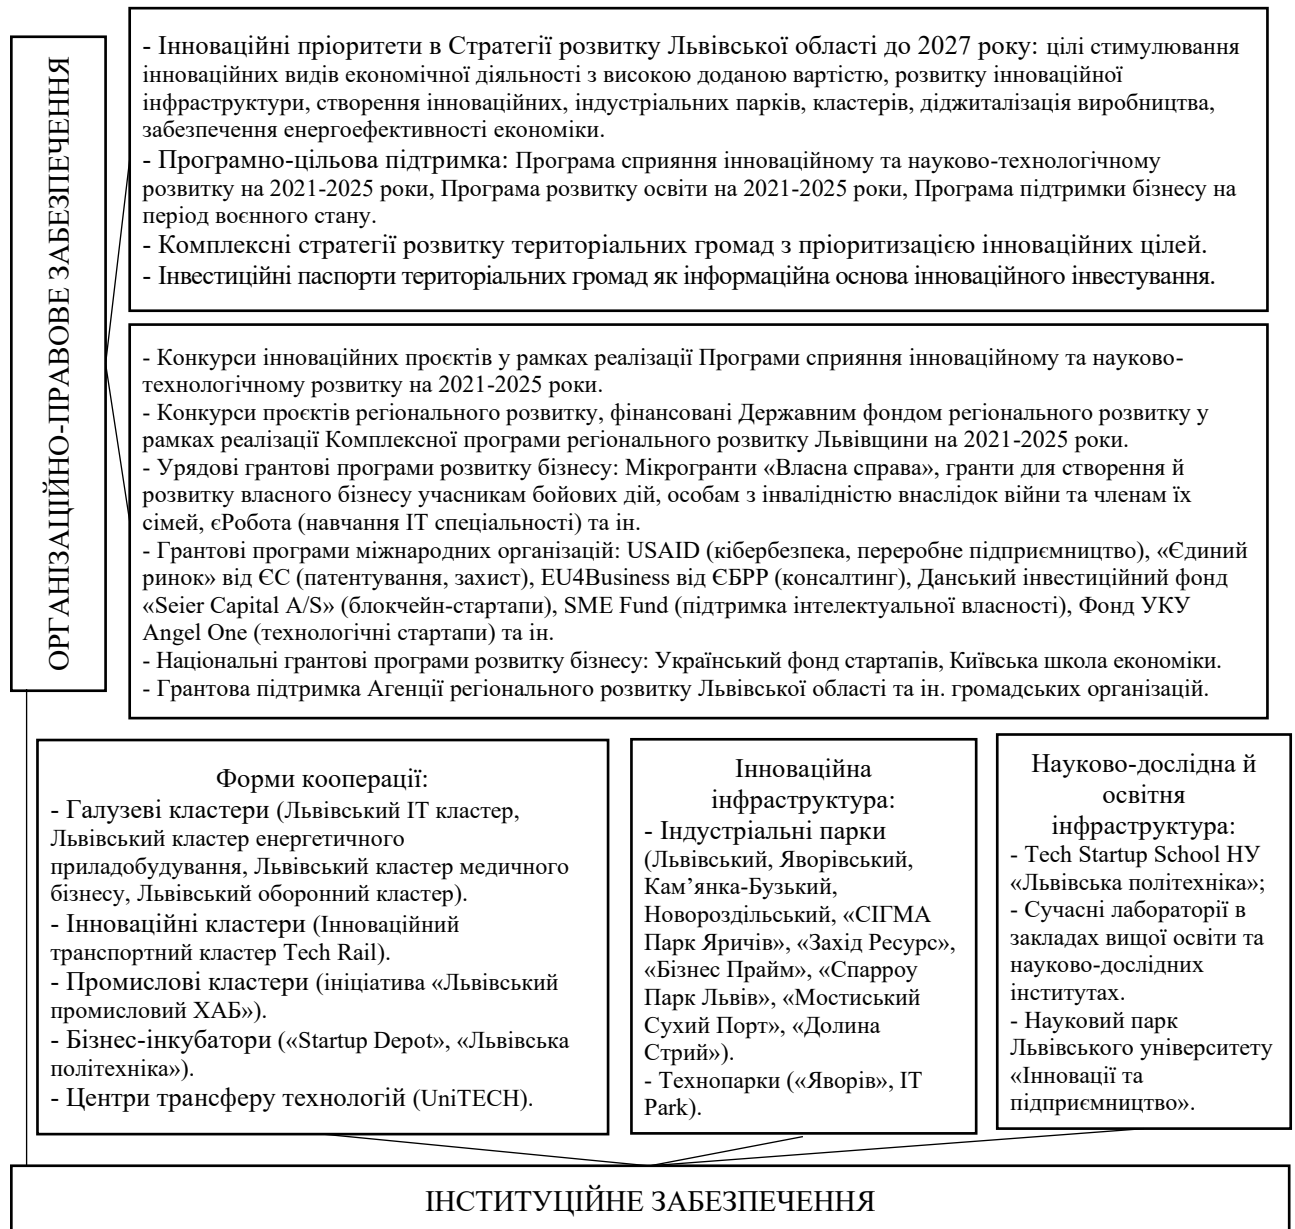 ОРГАНІЗАЦІЙНО-ПРАВОВЕ ЗАБЕЗПЕЧЕННЯ
- Інноваційні пріоритети в Стратегії розвитку Львівської області до 2027 року: цілі стимулювання
інноваційних видів економічної діяльності з високою доданою вартістю, розвитку інноваційної
інфраструктури, створення інноваційних, індустріальних парків, кластерів, діджиталізація виробництва,
забезпечення енергоефективності економіки.
- Програмно-цільова підтримка: Програма сприяння інноваційному та науково-технологічному
розвитку на 2021-2025 роки, Програма розвитку освіти на 2021-2025 роки, Програма підтримки бізнесу на
період воєнного стану.
- Комплексні стратегії розвитку територіальних громад з пріоритизацією інноваційних цілей.
- Інвестиційні паспорти територіальних громад як інформаційна основа інноваційного інвестування.
- Конкурси інноваційних проєктів у рамках реалізації Програми сприяння інноваційному та науково-
технологічному розвитку на 2021-2025 роки.
- Конкурси проєктів регіонального розвитку, фінансовані Державним фондом регіонального розвитку у
рамках реалізації Комплексної програми регіонального розвитку Львівщини на 2021-2025 роки.
- Урядові грантові програми розвитку бізнесу: Мікрогранти «Власна справа», гранти для створення й
розвитку власного бізнесу учасникам бойових дій, особам з інвалідністю внаслідок війни та членам їх
сімей, єРобота (навчання ІТ спеціальності) та ін.
- Грантові програми міжнародних організацій: USAID (кібербезпека, переробне підприємництво), «Єдиний
ринок» від ЄС (патентування, захист), EU4Business від ЄБРР (консалтинг), Данський інвестиційний фонд
«Seier Capital A/S» (блокчейн-стартапи), SME Fund (підтримка інтелектуальної власності), Фонд УКУ
Angel One (технологічні стартапи) та ін.
- Національні грантові програми розвитку бізнесу: Український фонд стартапів, Київська школа економіки.
- Грантова підтримка Агенції регіонального розвитку Львівської області та ін. громадських організацій.
Форми кооперації:
- Галузеві кластери (Львівський ІТ кластер,
Львівський кластер енергетичного
приладобудування, Львівський кластер медичного
бізнесу, Львівський оборонний кластер).
- Інноваційні кластери (Інноваційний
транспортний кластер Tech Rail).
- Промислові кластери (ініціатива «Львівський
промисловий ХАБ»).
- Бізнес-інкубатори («Startup Depot», «Львівська
політехніка»).
- Центри трансферу технологій (UniTECH).
Інноваційна
інфраструктура:
- Індустріальні парки
(Львівський, Яворівський,
Кам’янка-Бузький,
Новороздільський, «СІГМА
Парк Яричів», «Захід Ресурс»,
«Бізнес Прайм», «Спарроу
Парк Львів», «Мостиський
Сухий Порт», «Долина
Стрий»).
- Технопарки («Яворів», IT
Park).
Науково-дослідна й
освітня
інфраструктура:
- Tech Startup School НУ
«Львівська політехніка»;
- Сучасні лабораторії в
закладах вищої освіти та
науково-дослідних
інститутах.
- Науковий парк
Львівського університету
«Інновації та
підприємництво».
ІНСТИТУЦІЙНЕ ЗАБЕЗПЕЧЕННЯ